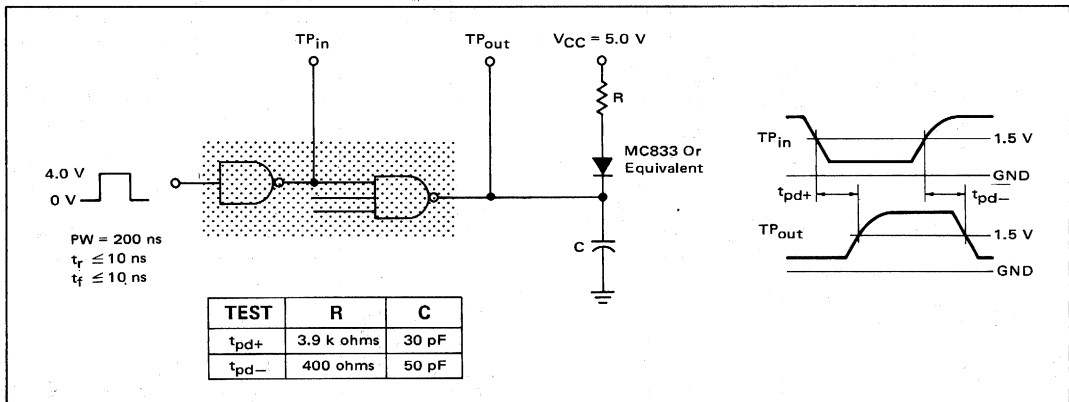 TPin
TPout
VCC = 5.0 V
R
MC833 Or
Equivalent
4.0 V
0 V
PW = 200 ns
tr ≤ 10 ns
tf ≤ 10 ns
C
TPin
1.5 V
GND
tpd+
tpd−
TPout
1.5 V
GND
TEST R C
tpd+ 3.9 k ohms 30 pF
tpd− 400 ohms 50 pF